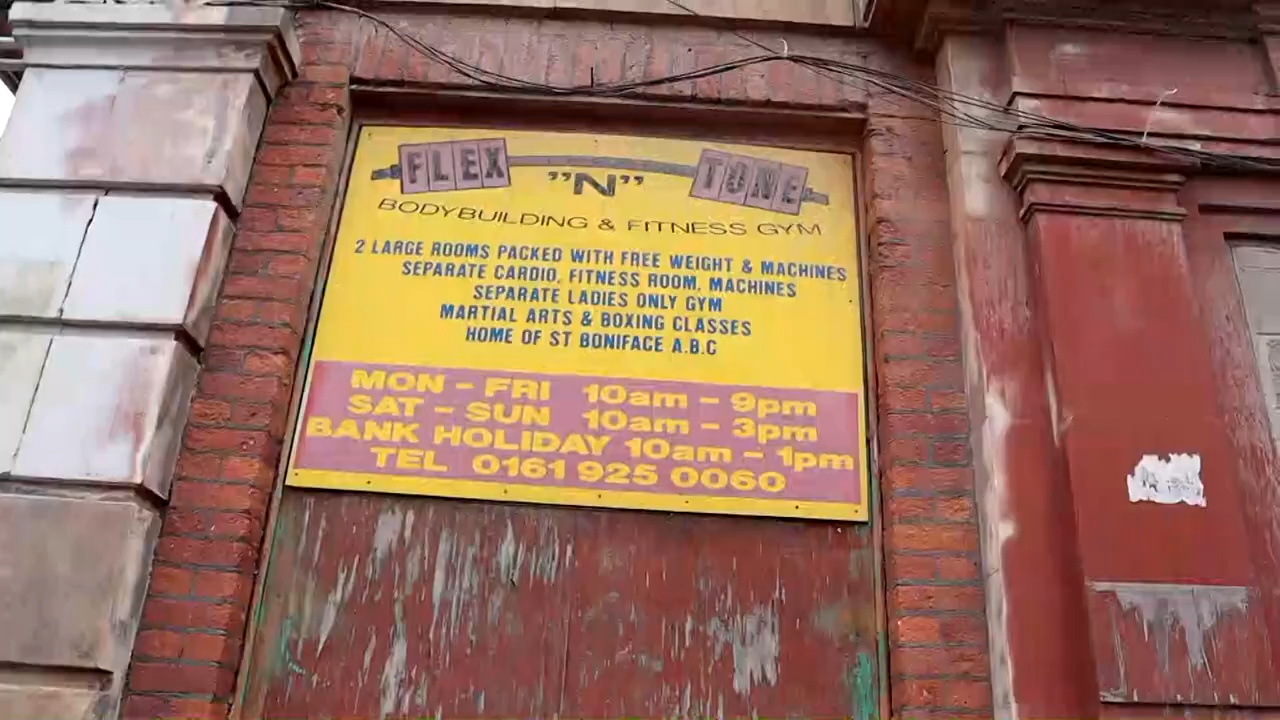 FLEX "N" TONE
BODYBUILDING & FITNESS GYM
2 LARGE ROOMS PACKED WITH FREE WEIGHT & MACHINES
SEPARATE CARDIO, FITNESS ROOM, MACHINES
SEPARATE LADIES ONLY GYM
MARTIAL ARTS & BOXING CLASSES
HOME OF ST BONIFACE A.B.C
MON - FRI 10am - 9pm
SAT - SUN 10am - 3pm
BANK HOLIDAY 10am - 1pm
TEL 0161 925 0060